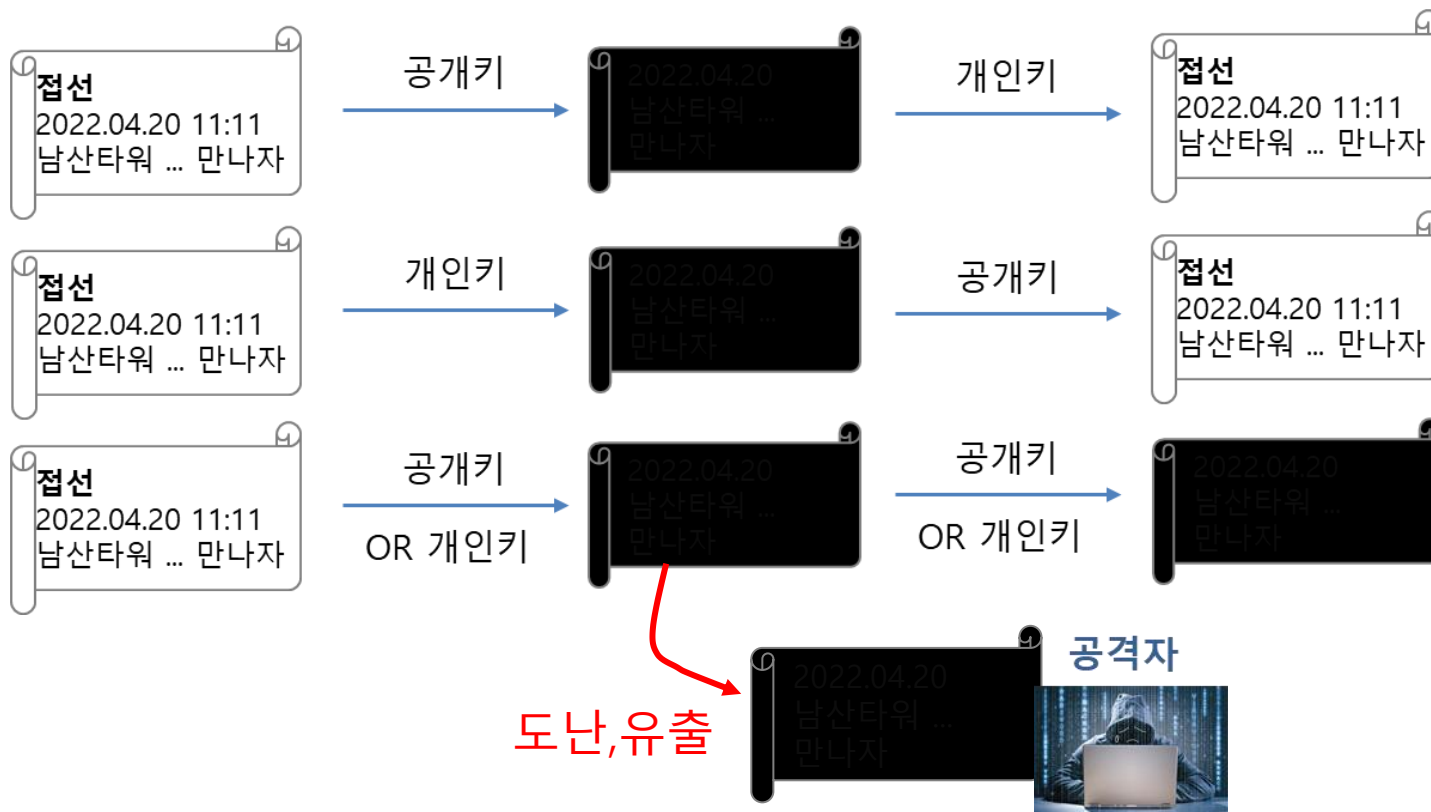 접선
2022.04.20 11:11
남산타워 ... 만나자
공개키
2022.04.20
남산타워 ...
만나자
개인키
접선
2022.04.20 11:11
남산타워 ... 만나자
접선
2022.04.20 11:11
남산타워 ... 만나자
개인키
2022.04.20
남산타워 ...
만나자
공개키
접선
2022.04.20 11:11
남산타워 ... 만나자
접선
2022.04.20 11:11
남산타워 ... 만나자
공개키
OR 개인키
2022.04.20
남산타워 ...
만나자
공개키
OR 개인키
2022.04.20
남산타워 ...
만나자
도난,유출
2022.04.20
남산타워 ...
만나자
공격자